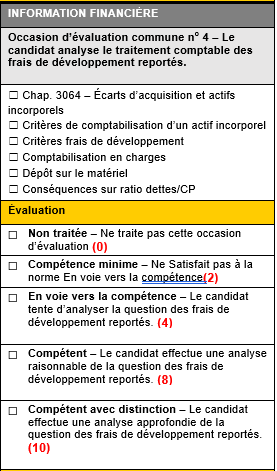 INFORMATION FINANCIÈRE
Occasion d’évaluation commune n° 4 – Le
candidat analyse le traitement comptable des
frais de développement reportés.
☐ Chap. 3064 – Écarts d’acquisition et actifs
incorporels
☐ Critères de comptabilisation d’un actif incorporel
☐ Critères frais de développement
☐ Comptabilisation en charges
☐ Dépôt sur le matériel
☐ Conséquences sur ratio dettes/CP
Évaluation
☐ Non traitée – Ne traite pas cette occasion
d’évaluation (0)
☐ Compétence minime – Ne Satisfait pas à la
norme En voie vers la compétence(2)
☐ En voie vers la compétence – Le candidat
tente d’analyser la question des frais de
développement reportés. (4)
☐ Compétent – Le candidat effectue une analyse
raisonnable de la question des frais de
développement reportés. (8)
☐ Compétent avec distinction – Le candidat
effectue une analyse approfondie de la
question des frais de développement reportés.
(10)